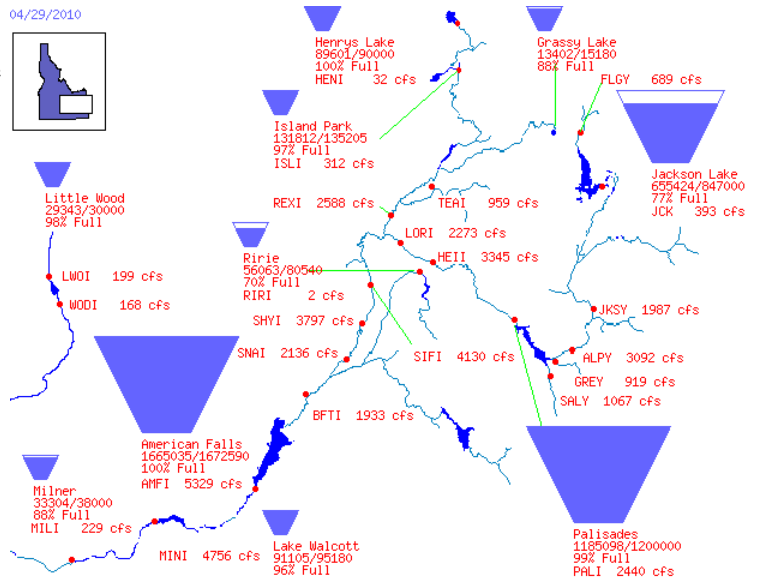 04/29/2010
Henrys Lake
89601/90000
100% Full
HENI 32 cfs
Grassy Lake
13402/15180
88% Full
FLGY 689 cfs
Island Park
131812/135205
97% Full
ISLI 312 cfs
Jackson Lake
655424/847000
77% Full
JCK 393 cfs
Little Wood
29343/30000
98% Full
REXI 2588 cfs
TEAI 959 cfs
LORI 2273 cfs
HEII 3345 cfs
Ririe
56063/80540
70% Full
RIRI 2 cfs
LWOI 199 cfs
WODI 168 cfs
SHYI 3797 cfs
JKSY 1987 cfs
SNAI 2136 cfs
SIFI 4130 cfs
ALPY 3092 cfs
GREY 919 cfs
SALY 1067 cfs
BFTI 1933 cfs
American Falls
1665035/1672590
100% Full
AMFI 5329 cfs
Milner
33304/38000
88% Full
MILI 229 cfs
MINI 4756 cfs
Lake Walcott
91105/95180
96% Full
Palisades
1185098/1200000
99% Full
PALI 2440 cfs